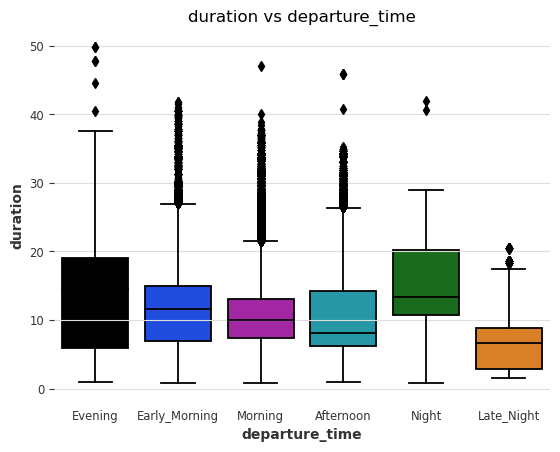 duration vs departure_time
50
40
30
20
10
0
duration
Evening Early_Morning Morning Afternoon Night Late_Night
departure_time